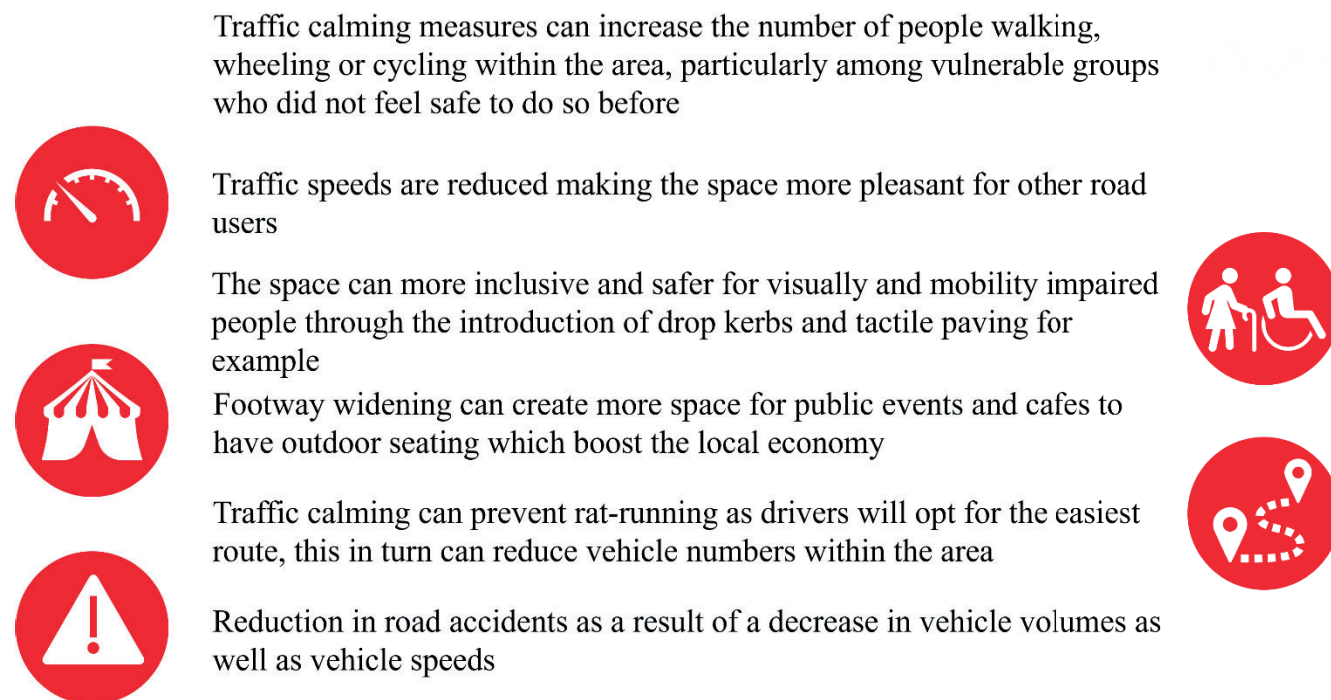 Traffic calming measures can increase the number of people walking,
wheeling or cycling within the area, particularly among vulnerable groups
who did not feel safe to do so before
Traffic speeds are reduced making the space more pleasant for other road
users
The space can more inclusive and safer for visually and mobility impaired
people through the introduction of drop kerbs and tactile paving for
example
Footway widening can create more space for public events and cafes to
have outdoor seating which boost the local economy
Traffic calming can prevent rat-running as drivers will opt for the easiest
route, this in turn can reduce vehicle numbers within the area
Reduction in road accidents as a result of a decrease in vehicle volumes as
well as vehicle speeds